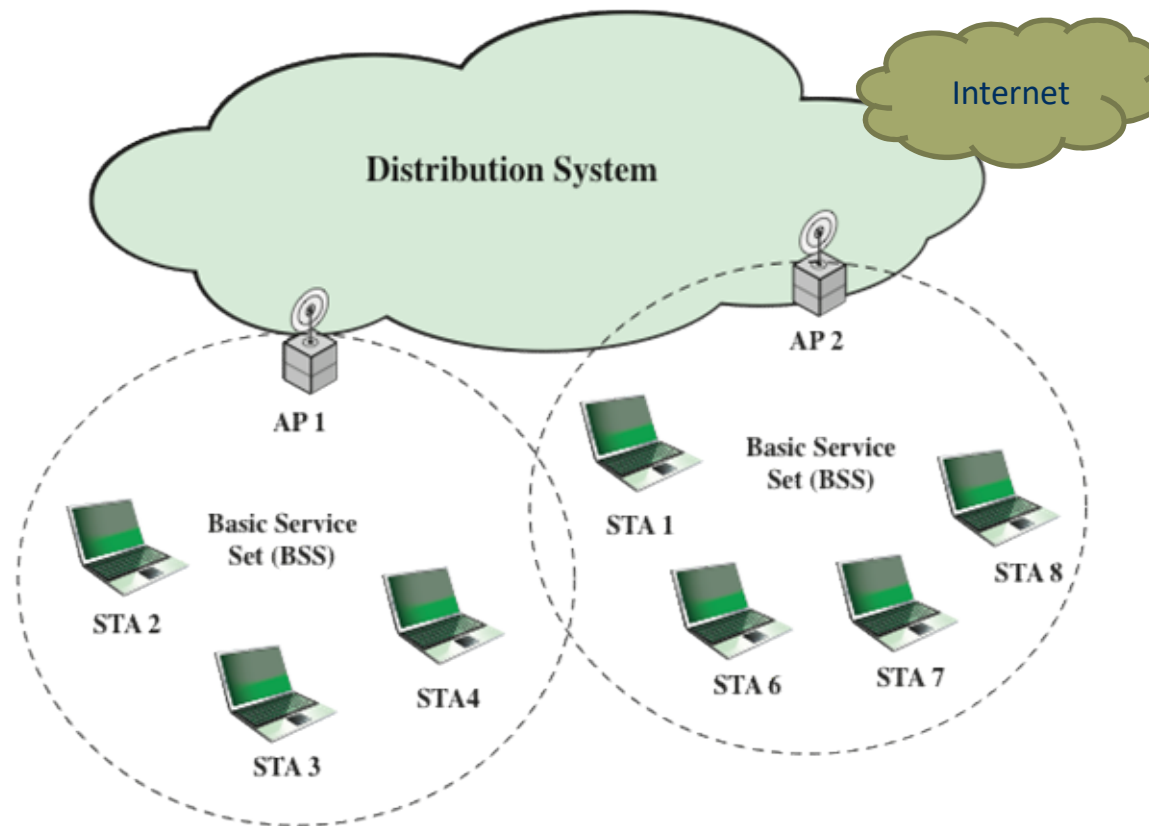 Internet
Distribution System
AP 2
AP 1
Basic Service
Set (BSS)
STA 1
STA 8
Basic Service
Set (BSS)
STA 2
STA 6
STA 7
STA4
STA 3